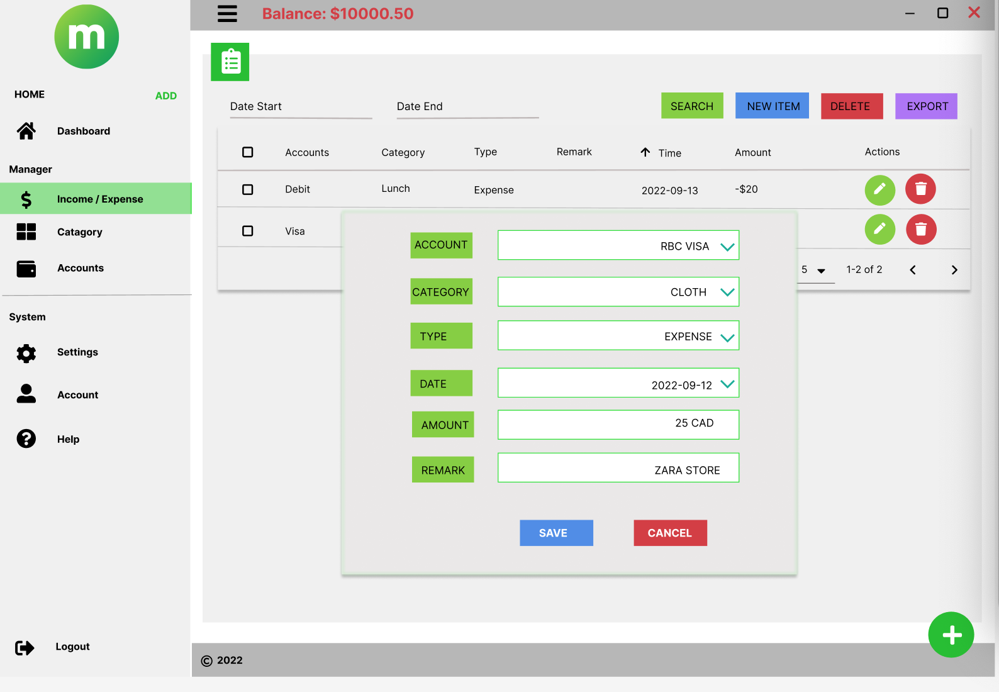 m
Balance: $10000.50
HOME
ADD
Dashboard
Manager
Income / Expense
Catagory
Accounts
System
Settings
Account
Help
Logout
Date Start
Date End
SEARCH
NEW ITEM
DELETE
EXPORT
Accounts Category Type Remark Time Amount Actions
Debit Lunch Expense 2022-09-13 -$20
Visa
5
1-2 of 2
ACCOUNT
RBC VISA
CATEGORY
CLOTH
TYPE
EXPENSE
DATE
2022-09-12
AMOUNT
25 CAD
REMARK
ZARA STORE
SAVE
CANCEL
© 2022